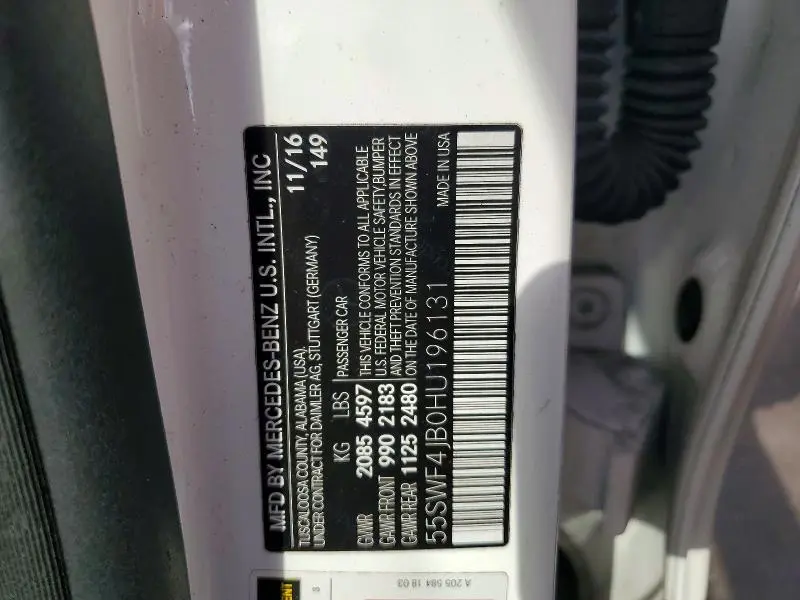 MFD BY MERCEDES-BENZ U.S. INTL., INC
TUSCALOOSA COUNTY, ALABAMA (USA)
UNDER CONTRACT FOR DAIMLER AG, STUTTGART (GERMANY)
11/16
149
KG LBS PASSENGER CAR
GVWR 2085 4597
GAWR FRONT 990 2183
GAWR REAR 1125 2480
THIS VEHICLE CONFORMS TO ALL APPLICABLE
U.S. FEDERAL MOTOR VEHICLE SAFETY,BUMPER
AND THEFT PREVENTION STANDARDS IN EFFECT
ON THE DATE OF MANUFACTURE SHOWN ABOVE
55SWF4JB0HU196131 MADE IN USA
A 205 584 18 03